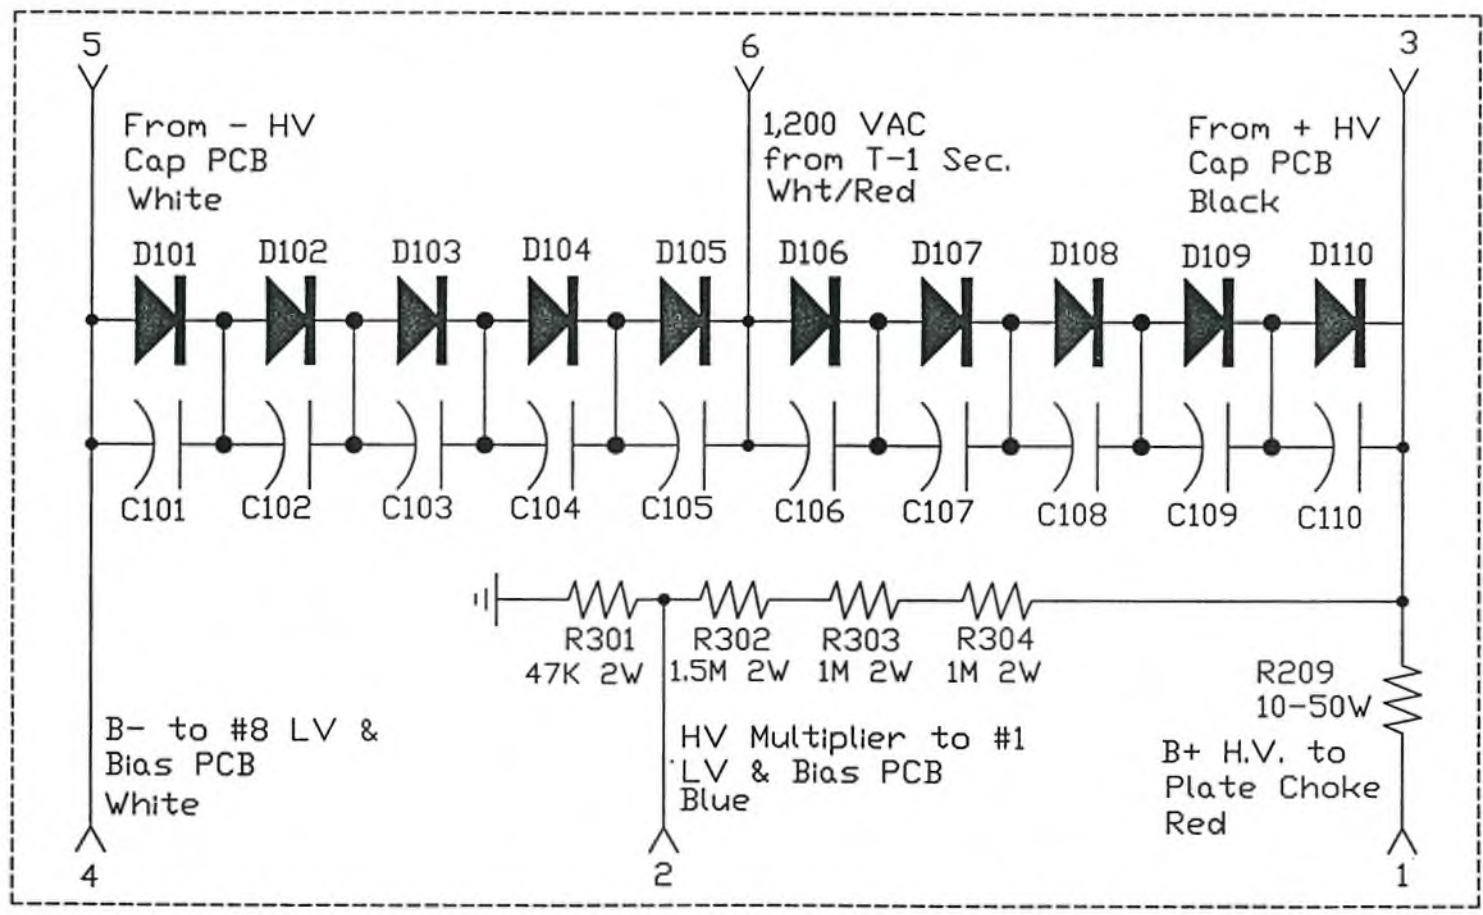 5
6
3
From - HV
Cap PCB
White
1,200 VAC
from T-1 Sec.
Wht/Red
From + HV
Cap PCB
Black
D101 D102 D103 D104 D105 D106 D107 D108 D109 D110
C101 C102 C103 C104 C105 C106 C107 C108 C109 C110
R301
47K 2W
R302
1.5M 2W
R303
1M 2W
R304
1M 2W
R209
10-50W
B- to #8 LV &
Bias PCB
White
HV Multiplier to #1
LV & Bias PCB
Blue
B+ H.V. to
Plate Choke
Red
4
2
1